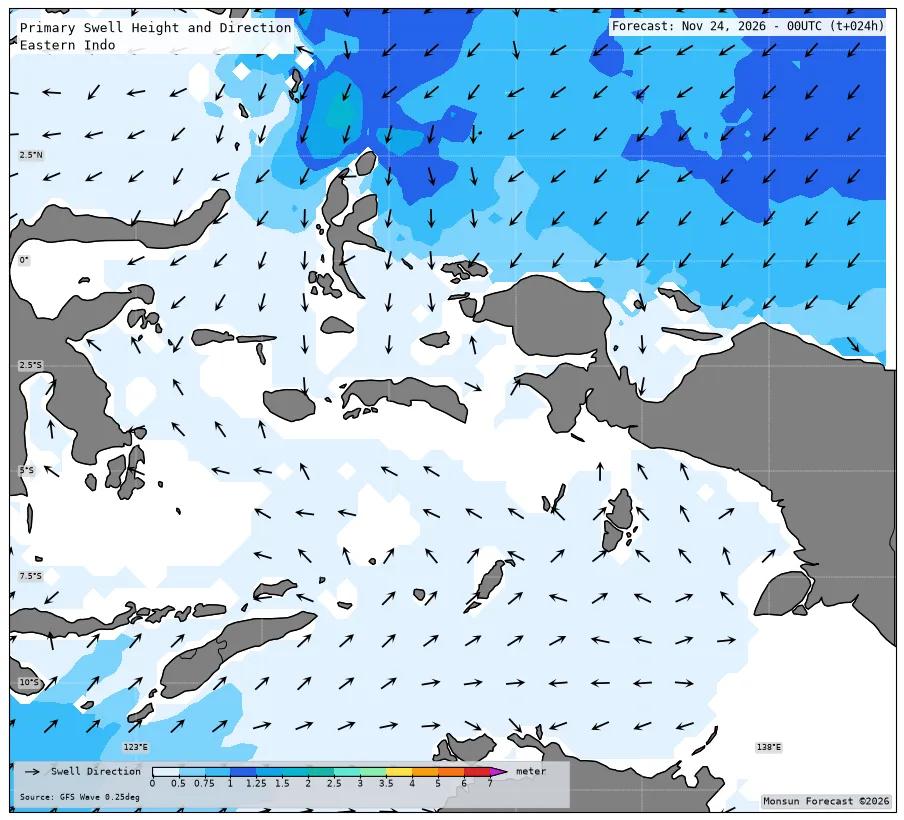 Primary Swell Height and Direction
Eastern Indo
Forecast: Nov 24, 2026 - 00UTC (t+024h)
2.5°N
0°
2.5°S
5°S
7.5°S
10°S
123°E
138°E
Swell Direction
0 0.5 0.75 1 1.25 1.5 2 2.5 3 3.5 4 5 6 7
meter
Source: GFS Wave 0.25deg
Monsun Forecast ©2026